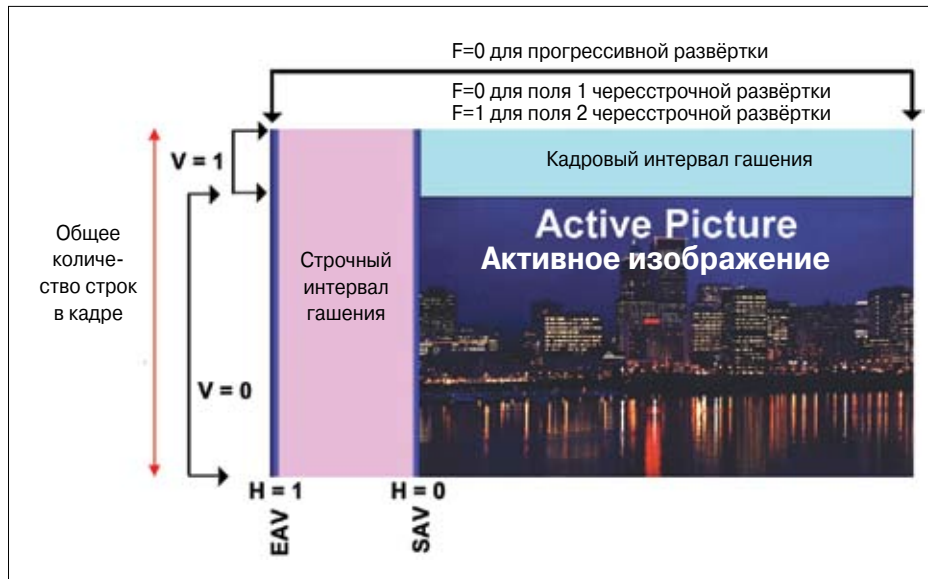 F=0 для прогрессивной развёртки
F=0 для поля 1 чересстрочной развёртки
F=1 для поля 2 чересстрочной развёртки
V = 1
Кадровый интервал гашения
Active Picture
Активное изображение
Общее
количе-
ство строк
в кадре
Строчный
интервал
гашения
V = 0
H = 1
H = 0
EAV
SAV